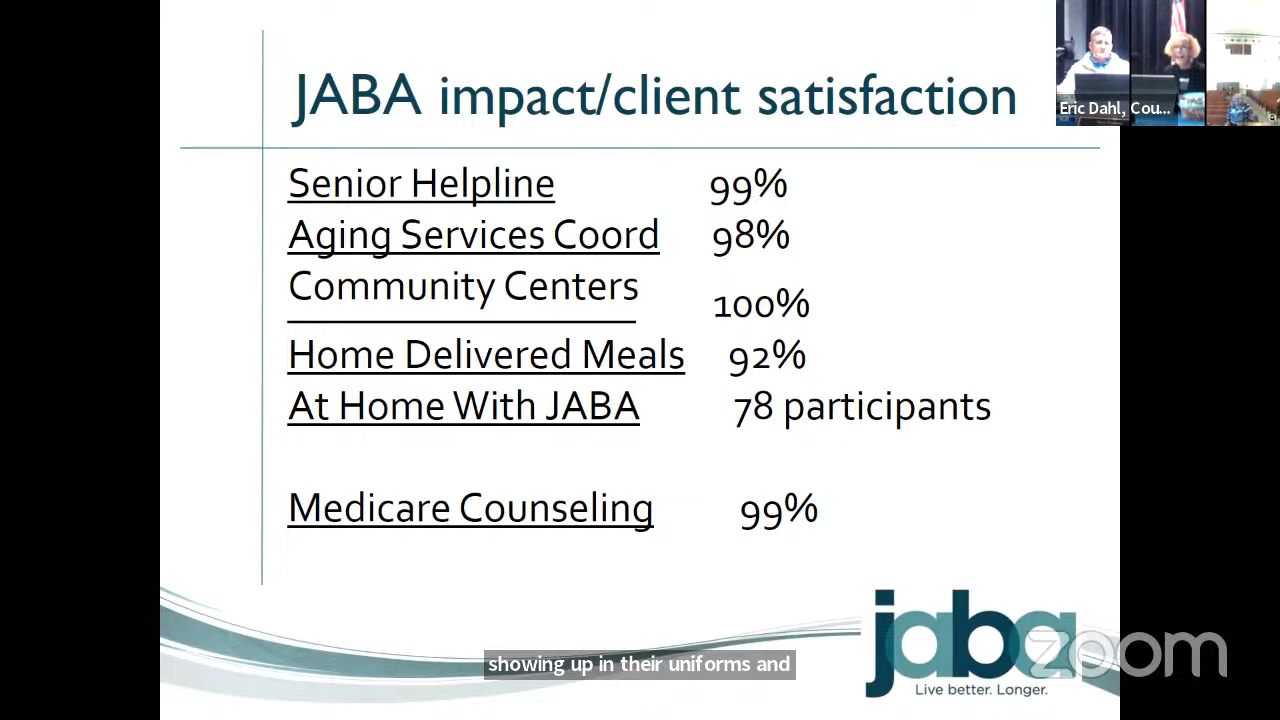 JABA impact/client satisfaction
Eric Dahl, Cou...
Senior Helpline 99%
Aging Services Coord 98%
Community Centers 100%
Home Delivered Meals 92%
At Home With JABA 78 participants
Medicare Counseling 99%
showing up in their uniforms and
jaba
Live better. Longer.
zoom